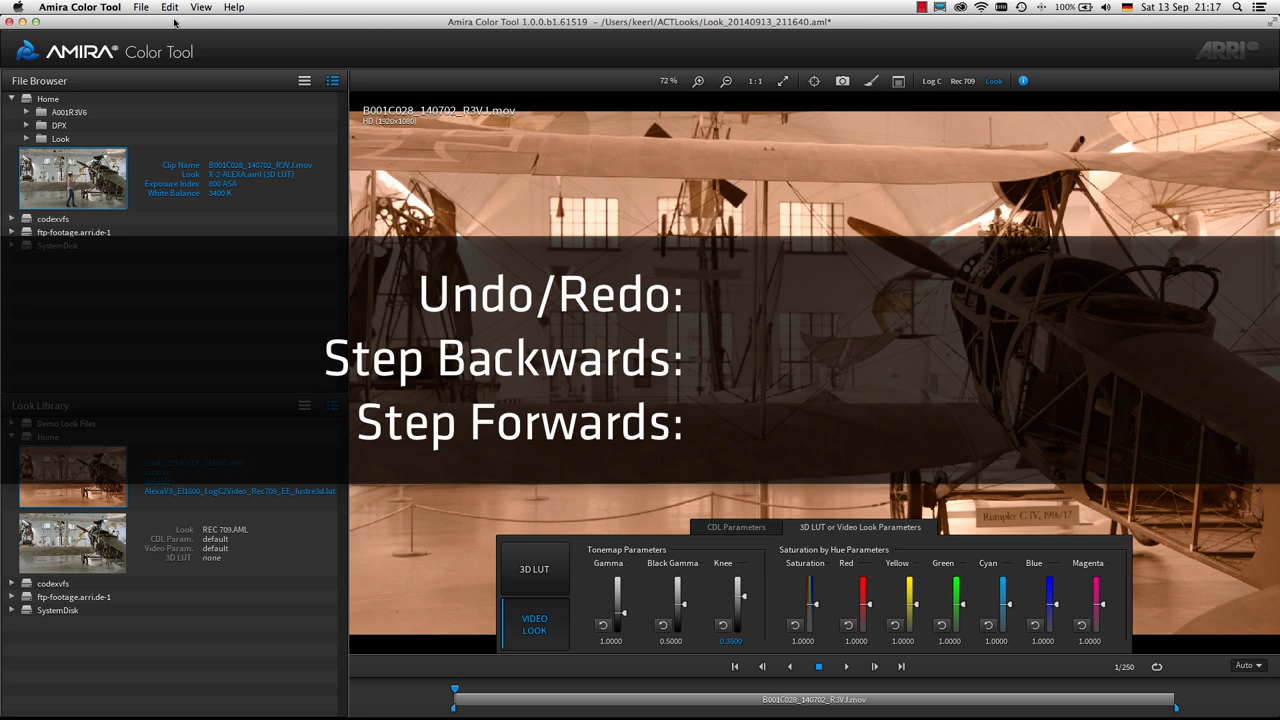 Amira Color Tool File Edit View Help 100% Sat 13 Sep 21:17
Amira Color Tool 1.0.0.b1.61519 – /Users/keerl/ACTLooks/Look_20140913_211640.aml*
AMIRA Color Tool
ARRI
File Browser
72 % 1:1 Log C Rec709 Look
Home
A001R3V6
DPX
Look
Clip Name B001C028_140702_R3VJ.mov
Look X-2-ALEXA.aml (3D LUT)
Exposure Index 800 ASA
White Balance 3400 K
codexvfs
ftp-footage.arri.de-1
SystemDisk
B001C028_140702_R3VJ.mov
HD (1920x1080)
Undo/Redo:
Step Backwards:
Step Forwards:
Look Library
Demo Look Files
Home
Look_20140913_211640.aml
AlexaV3_EI1600_LogC2Video_Rec709_EE_lustre3d.lut
Look REC 709.AML
CDL Param. default
Video Param. default
3D LUT none
codexvfs
ftp-footage.arri.de-1
SystemDisk
Rumpler C IV, 1916/17
CDL Parameters 3D LUT or Video Look Parameters
3D LUT
VIDEO LOOK
Tonemap Parameters
Gamma Black Gamma Knee
1.0000 0.5000 0.3500
Saturation by Hue Parameters
Saturation Red Yellow Green Cyan Blue Magenta
1.0000 1.0000 1.0000 1.0000 1.0000 1.0000 1.0000
1/250
Auto
B001C028_140702_R3VJ.mov